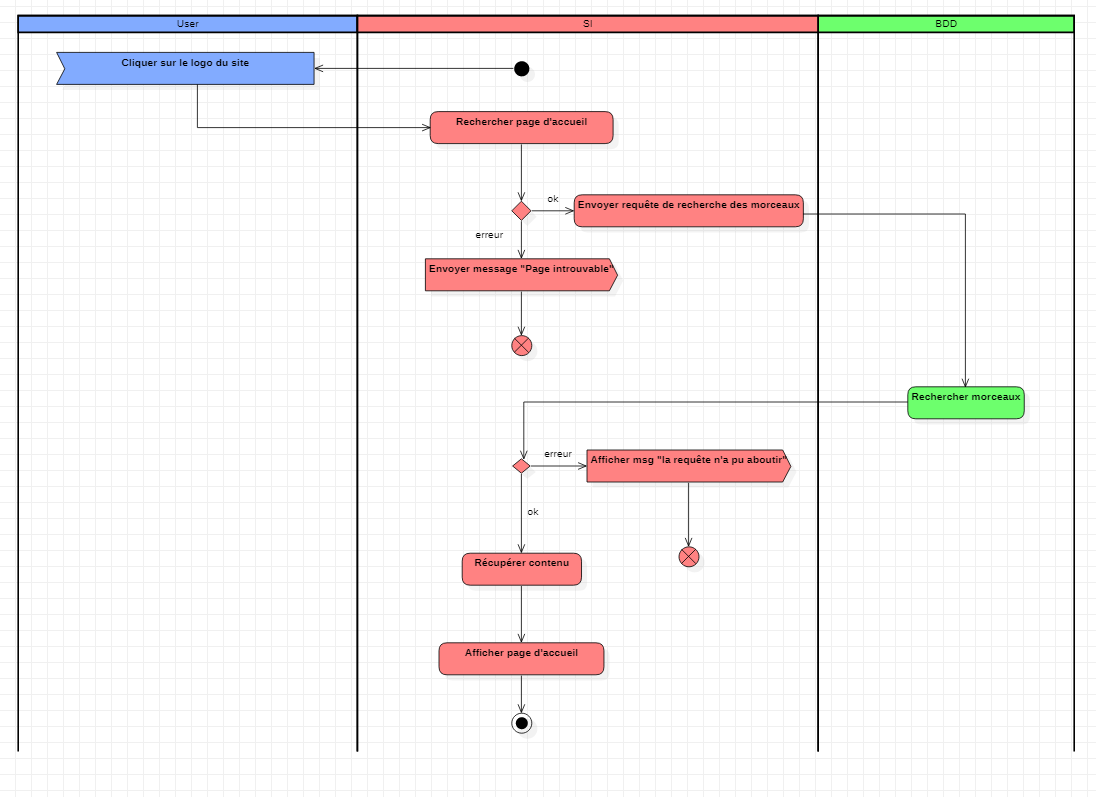 User
SI
BDD
Cliquer sur le logo du site
Rechercher page d'accueil
ok
Envoyer requête de recherche des morceaux
erreur
Envoyer message "Page introuvable"
Rechercher morceaux
erreur
Afficher msg "la requête n'a pu aboutir"
ok
Récupérer contenu
Afficher page d'accueil